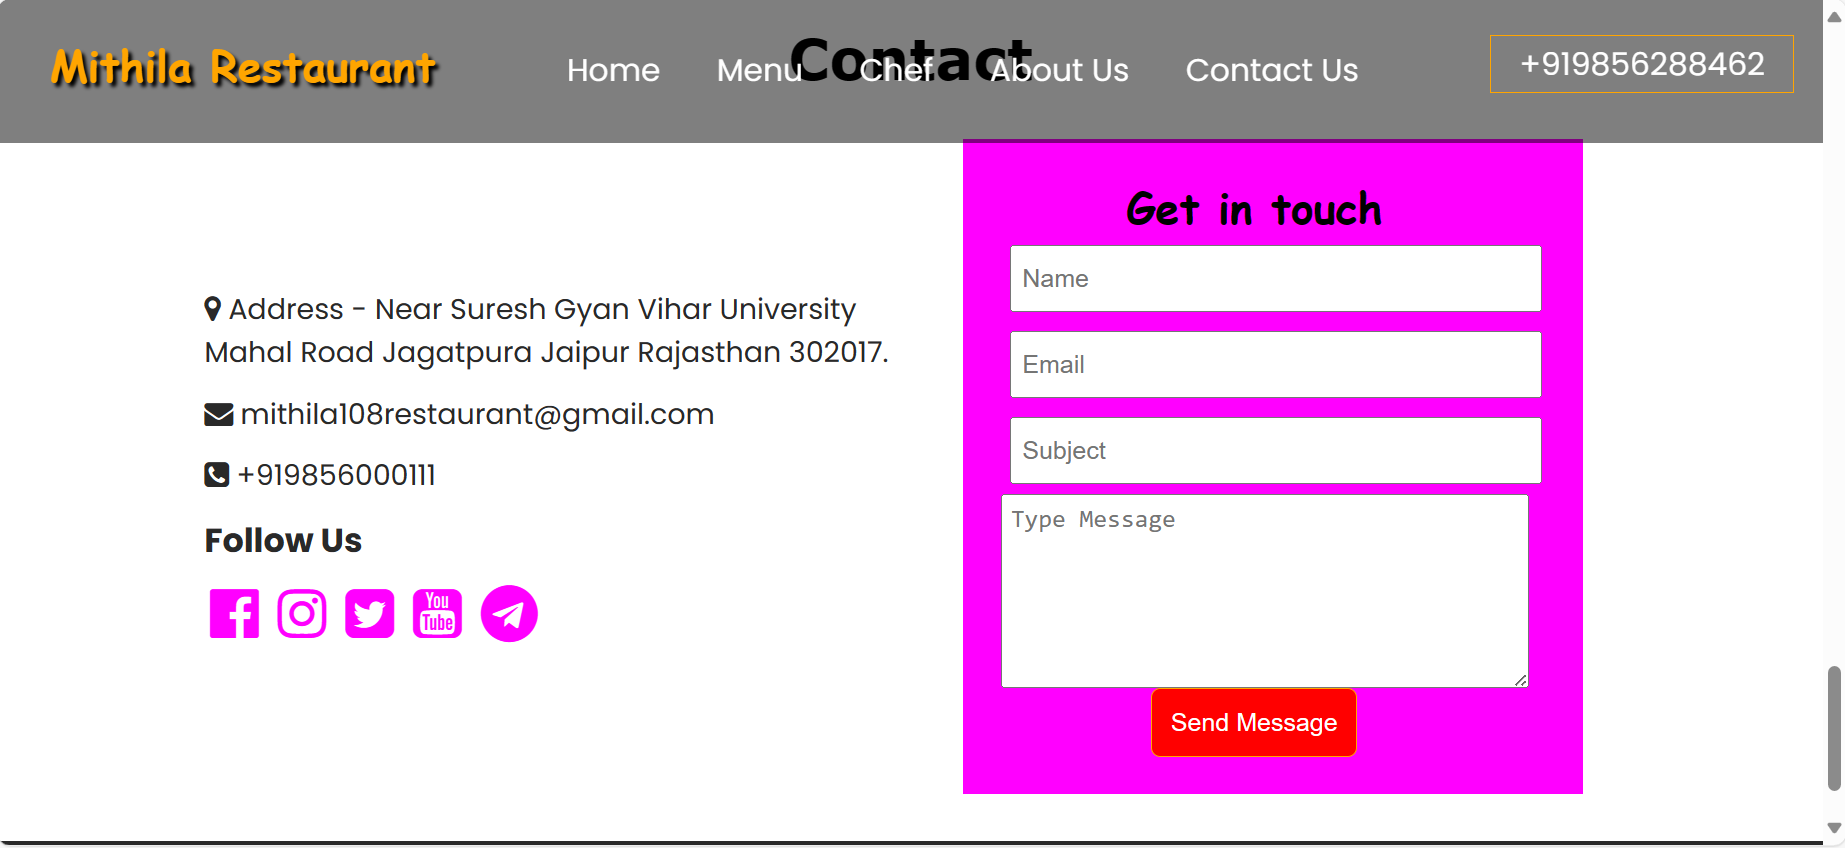 Contact
Mithila Restaurant
Home
Menu
Chef
About Us
Contact Us
+919856288462
Address - Near Suresh Gyan Vihar University
Mahal Road Jagatpura Jaipur Rajasthan 302017.
mithila108restaurant@gmail.com
+919856000111
Follow Us
You
Tube
Get in touch
Name
Email
Subject
Type Message
Send Message